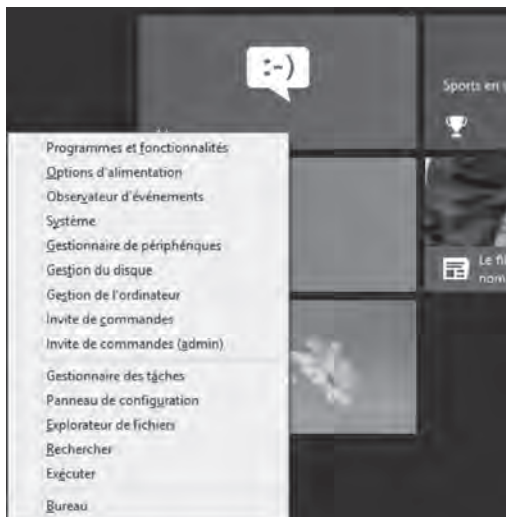 :-)
Sports en
Programmes et fonctionnalités
Options d'alimentation
Observateur d'événements
Système
Gestionnaire de périphériques
Gestion du disque
Gestion de l'ordinateur
Invite de commandes
Invite de commandes (admin)
Gestionnaire des tâches
Panneau de configuration
Explorateur de fichiers
Rechercher
Exécuter
Bureau
Le
nom